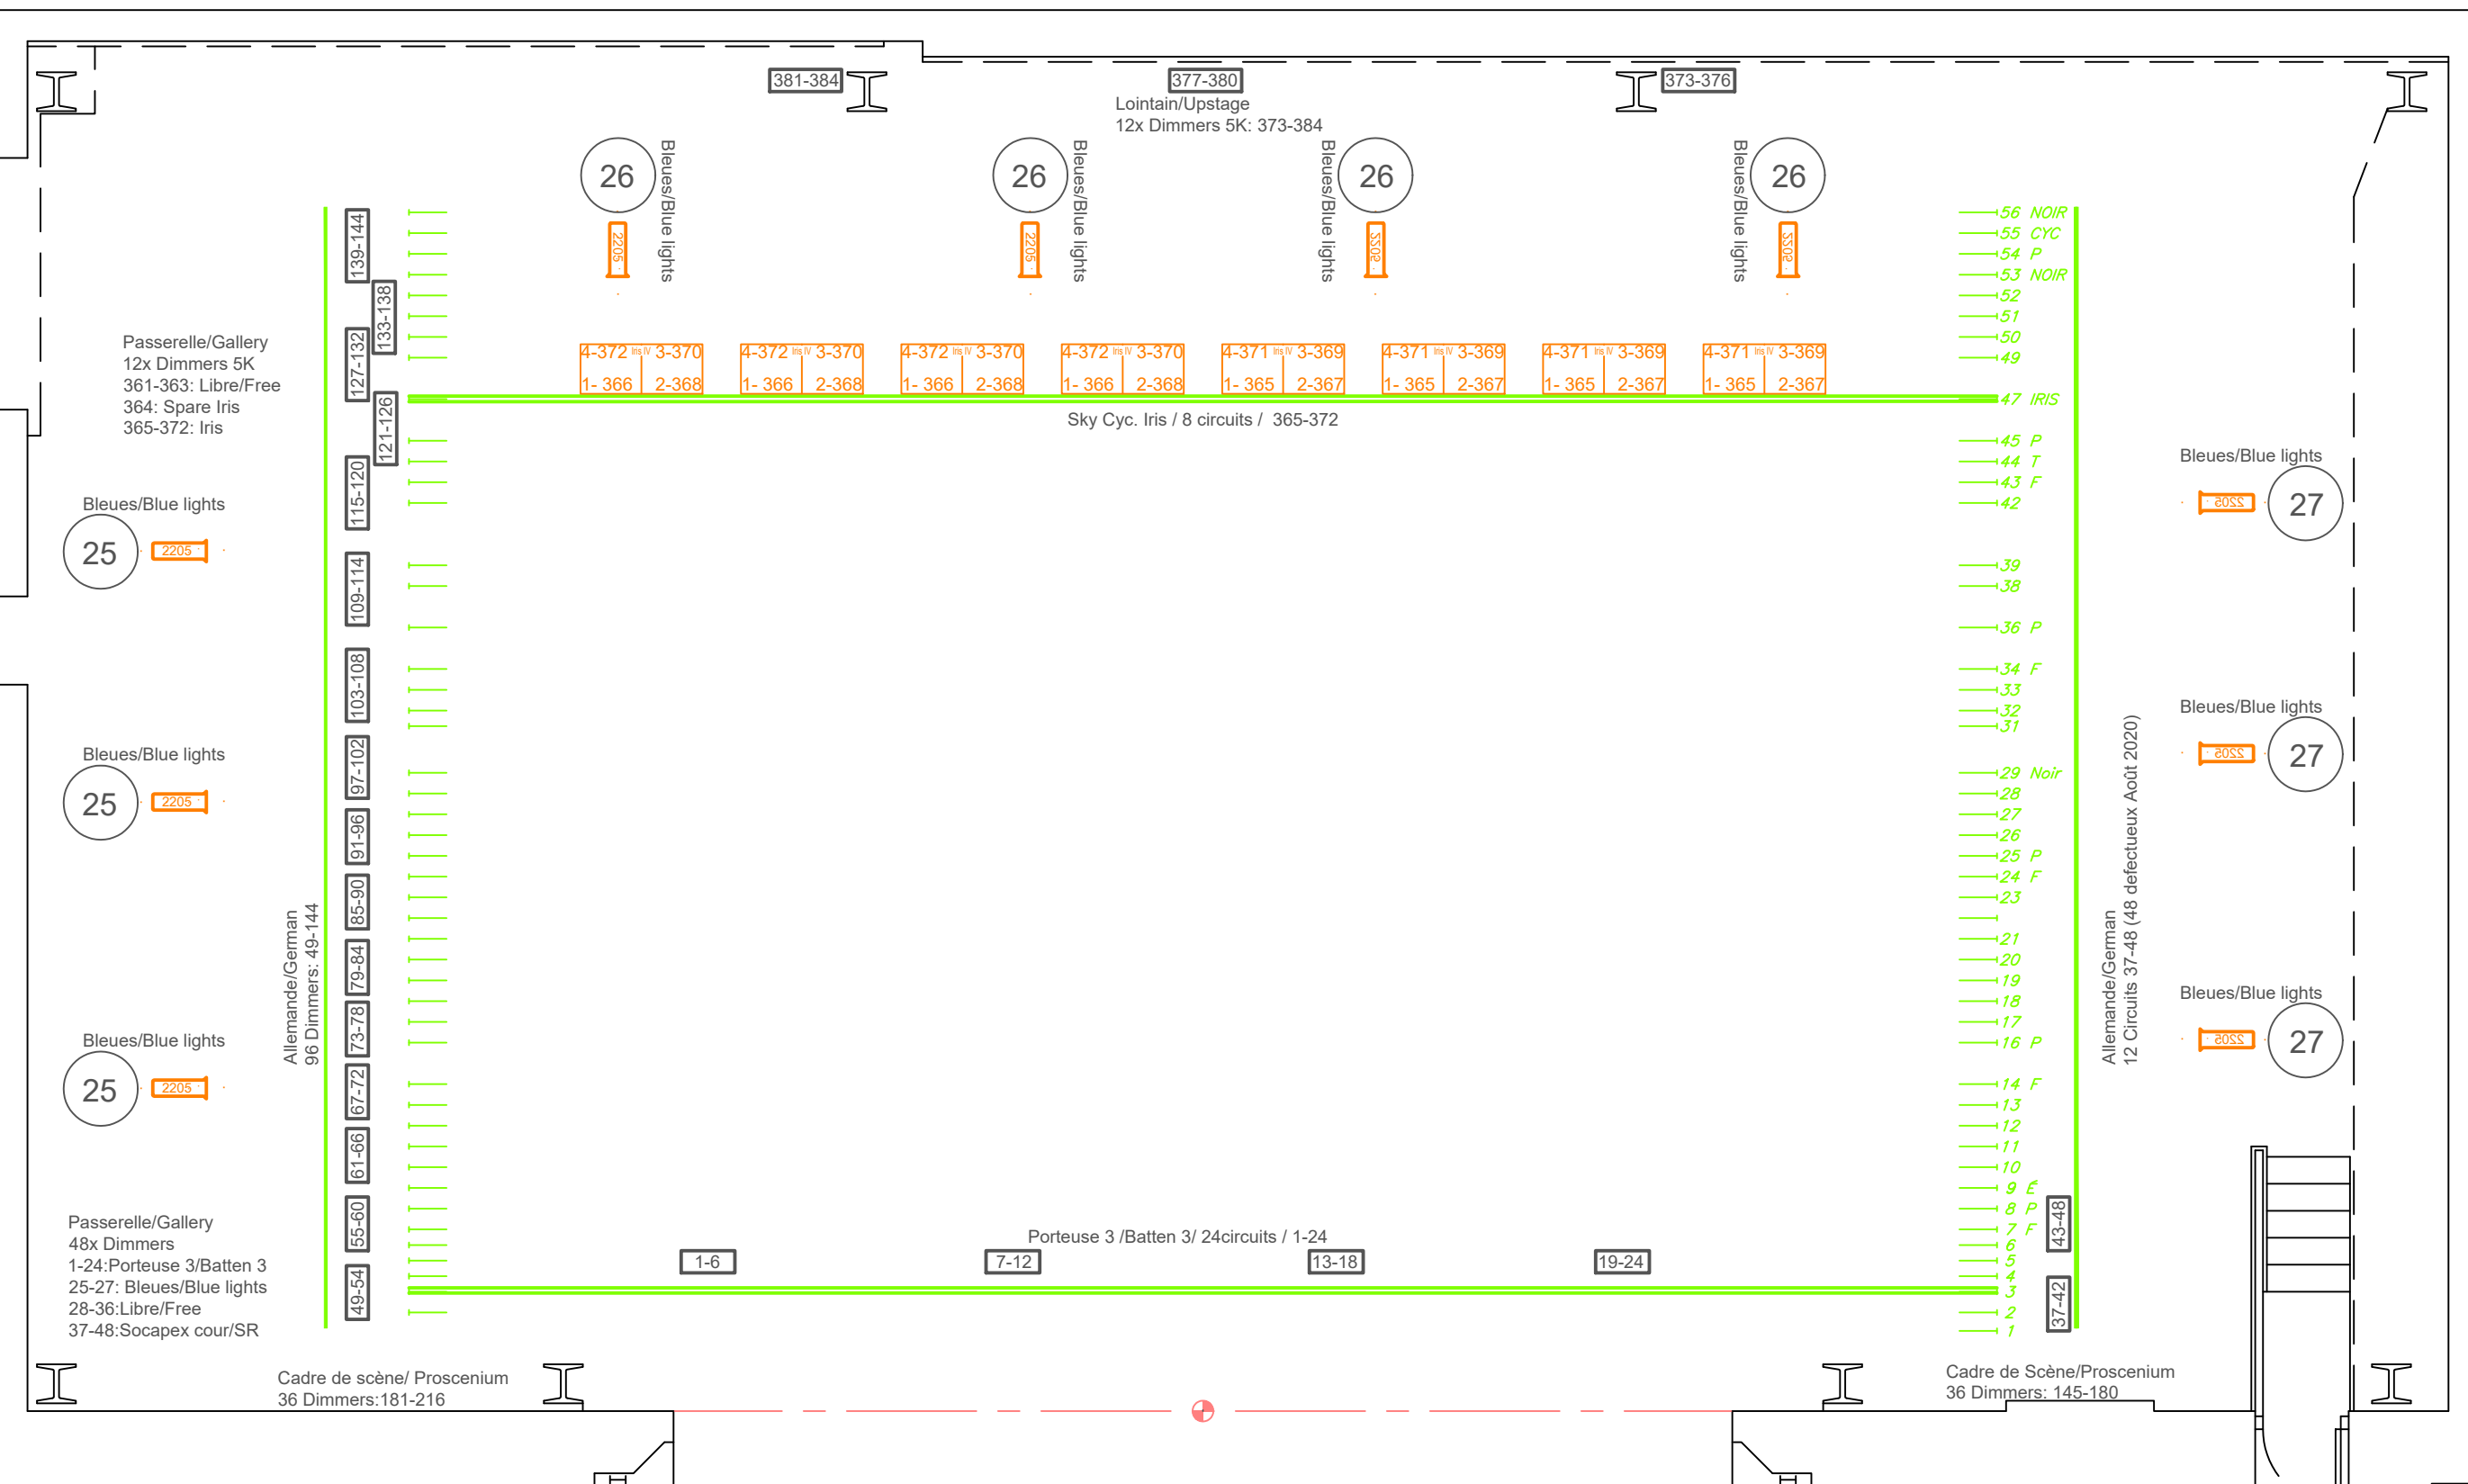 381-384
377-380
373-376
Lointain/Upstage
12x Dimmers 5K: 373-384
26
Bleues/Blue lights
2205
26
Bleues/Blue lights
2205
Bleues/Blue lights
26
2205
Bleues/Blue lights
26
2205
139-144
133-138
127-132
121-126
115-120
109-114
103-108
97-102
91-96
85-90
79-84
73-78
67-72
61-66
55-60
49-54
Passerelle/Gallery
12x Dimmers 5K
361-363: Libre/Free
364: Spare Iris
365-372: Iris
4-372 Iris IV 3-370
1- 366 2-368
4-372 Iris IV 3-370
1- 366 2-368
4-372 Iris IV 3-370
1- 366 2-368
4-372 Iris IV 3-370
1- 366 2-368
4-371 Iris IV 3-369
1- 365 2-367
4-371 Iris IV 3-369
1- 365 2-367
4-371 Iris IV 3-369
1- 365 2-367
4-371 Iris IV 3-369
1- 365 2-367
Sky Cyc. Iris / 8 circuits / 365-372
56 NOIR
55 CYC
54 P
53 NOIR
52
51
50
49
47 IRIS
45 P
44 T
43 F
42
39
38
36 P
34 F
33
32
31
29 Noir
28
27
26
25 P
24 F
23
21
20
19
18
17
16 P
14 F
13
12
11
10
9 É
8 P
7 F
6
5
4
3
2
1
Bleues/Blue lights
25
2205
Bleues/Blue lights
25
2205
Bleues/Blue lights
25
2205
Bleues/Blue lights
2205
27
Bleues/Blue lights
2205
27
Bleues/Blue lights
2205
27
Allemande/German
96 Dimmers: 49-144
Allemande/German
12 Circuits 37-48 (48 defectueux Août 2020)
43-48
37-42
Passerelle/Gallery
48x Dimmers
1-24:Porteuse 3/Batten 3
25-27: Bleues/Blue lights
28-36:Libre/Free
37-48:Socapex cour/SR
Porteuse 3 /Batten 3/ 24circuits / 1-24
1-6
7-12
13-18
19-24
Cadre de scène/ Proscenium
36 Dimmers:181-216
Cadre de Scène/Proscenium
36 Dimmers: 145-180